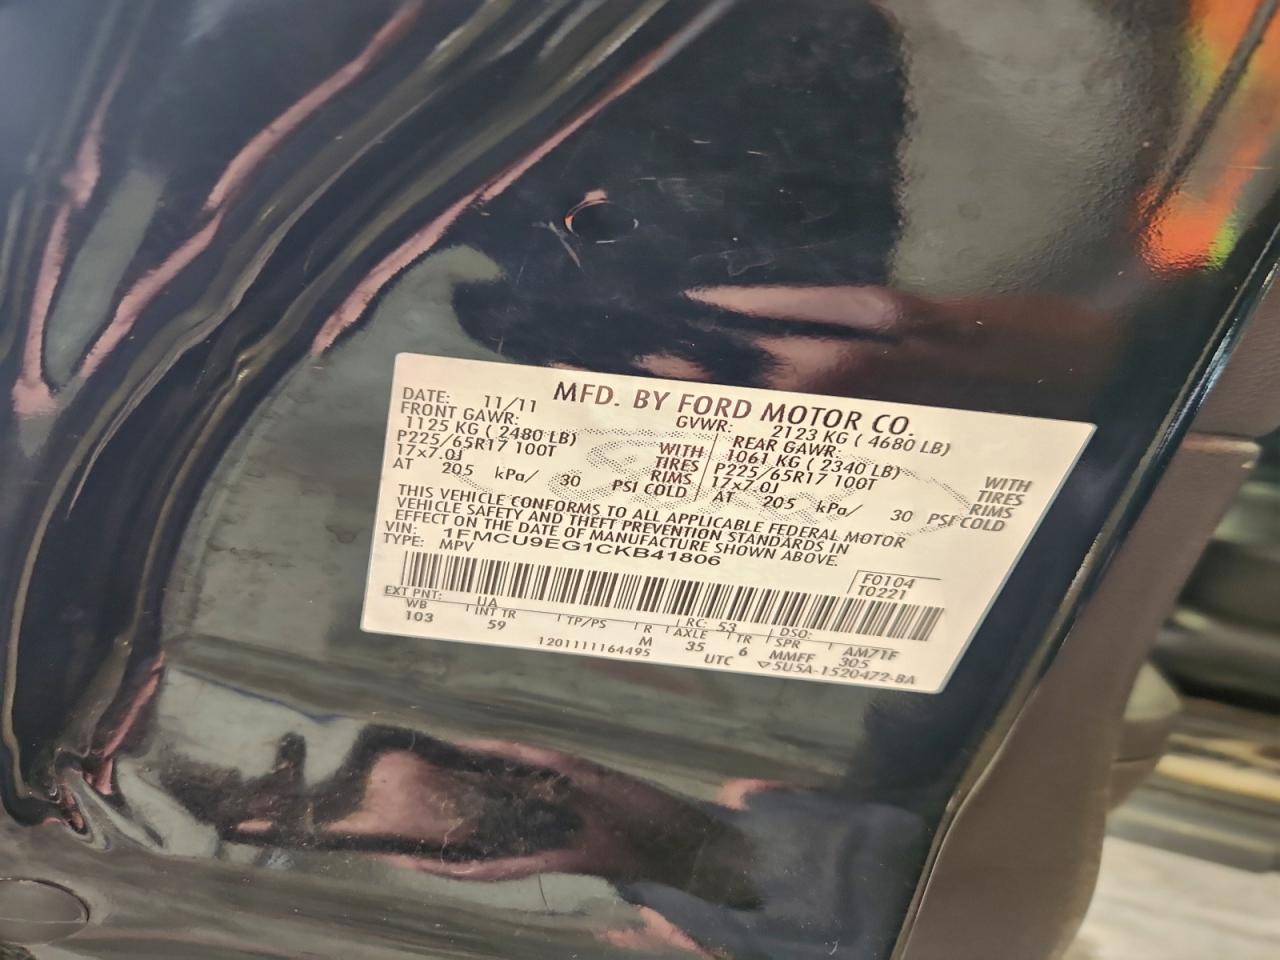 MFD. BY FORD MOTOR CO.
DATE: 11/11 GVWR: 2123 KG ( 4680 LB)
FRONT GAWR: REAR GAWR:
1125 KG ( 2480 LB) WITH 1061 KG ( 2340 LB) WITH
P225/65R17 100T TIRES P225/65R17 100T TIRES
17x7.0J RIMS 17x7.0J RIMS
AT 205 kPa/ 30 PSI COLD AT 205 kPa/ 30 PSI COLD
THIS VEHICLE CONFORMS TO ALL APPLICABLE FEDERAL MOTOR
VEHICLE SAFETY AND THEFT PREVENTION STANDARDS IN
EFFECT ON THE DATE OF MANUFACTURE SHOWN ABOVE.
VIN: 1FMCU9EG1CKB41806
TYPE: MPV
F0104
T0221
EXT PNT: UA RC: 53 DSO:
WB INT TR TP/PS R AXLE TR SPR AM71F
103 59 M 35 6 MMFF 305
1201111164495 UTC ▽5U5A-1520472-BA